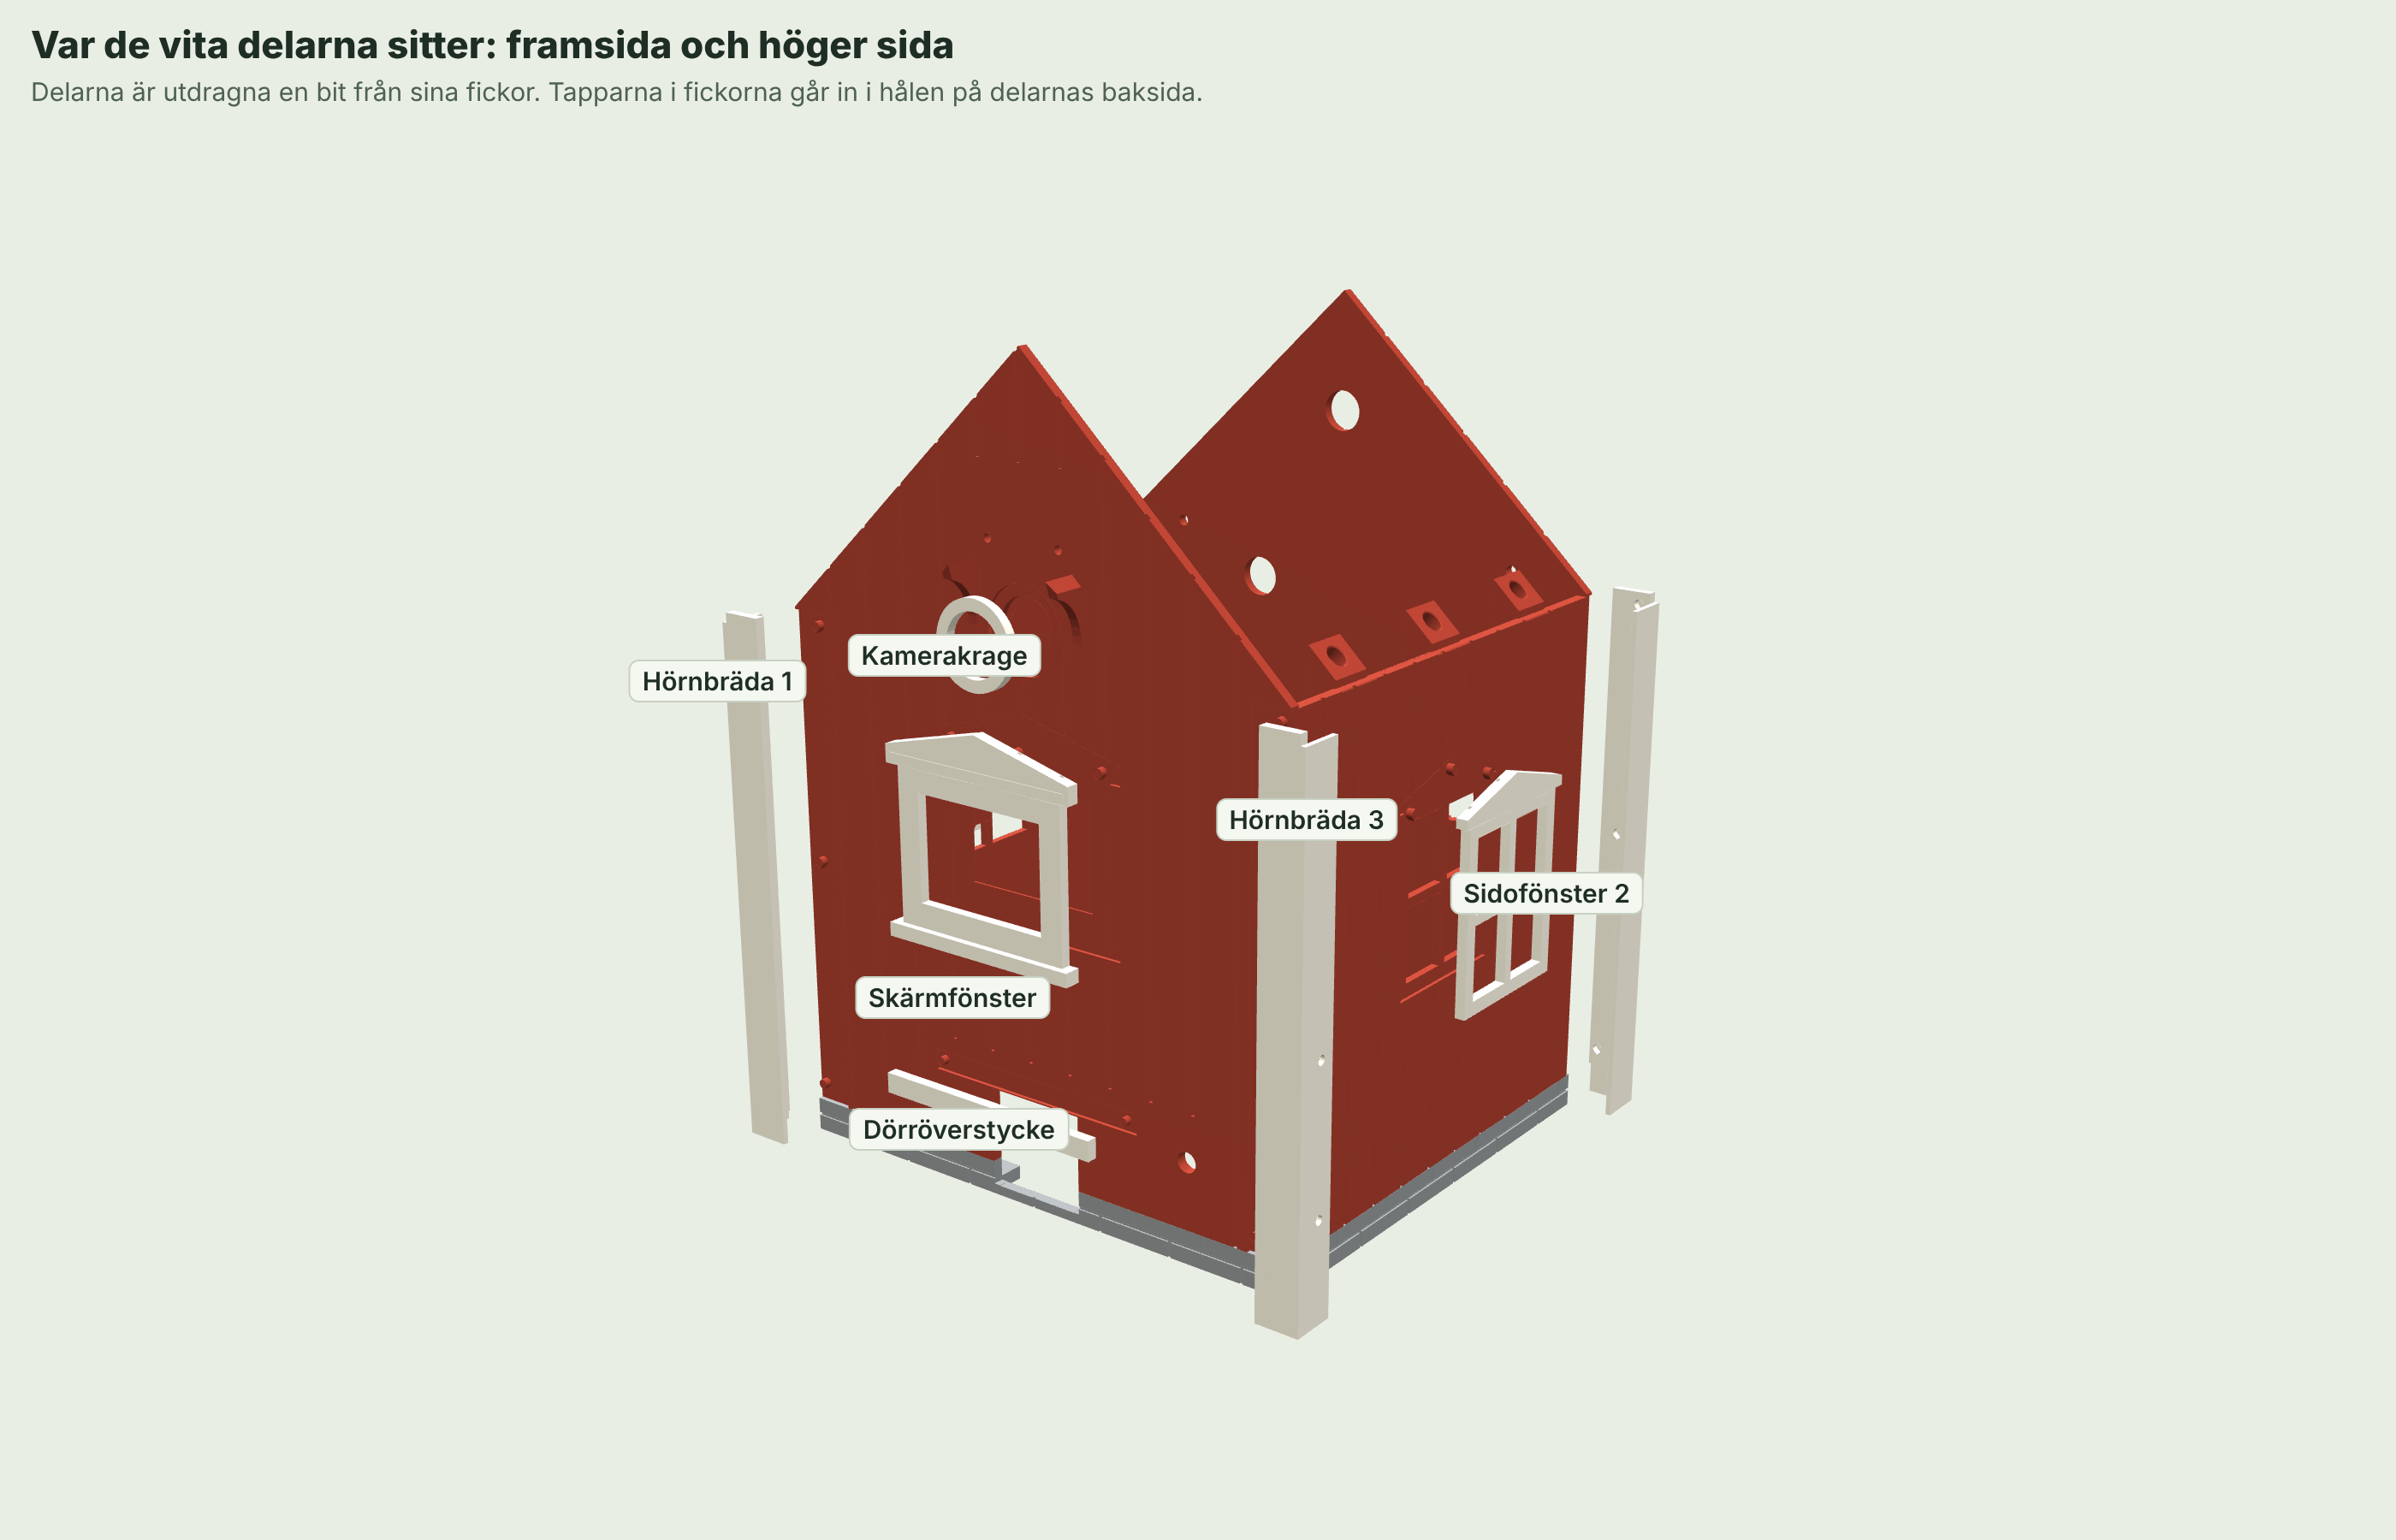 Var de vita delarna sitter: framsida och höger sida
Delarna är utdragna en bit från sina fickor. Tapparna i fickorna går in i hålen på delarnas baksida.
Kamerakrage
Hörnbräda 1
Hörnbräda 3
Sidofönster 2
Skärmfönster
Dörröverstycke